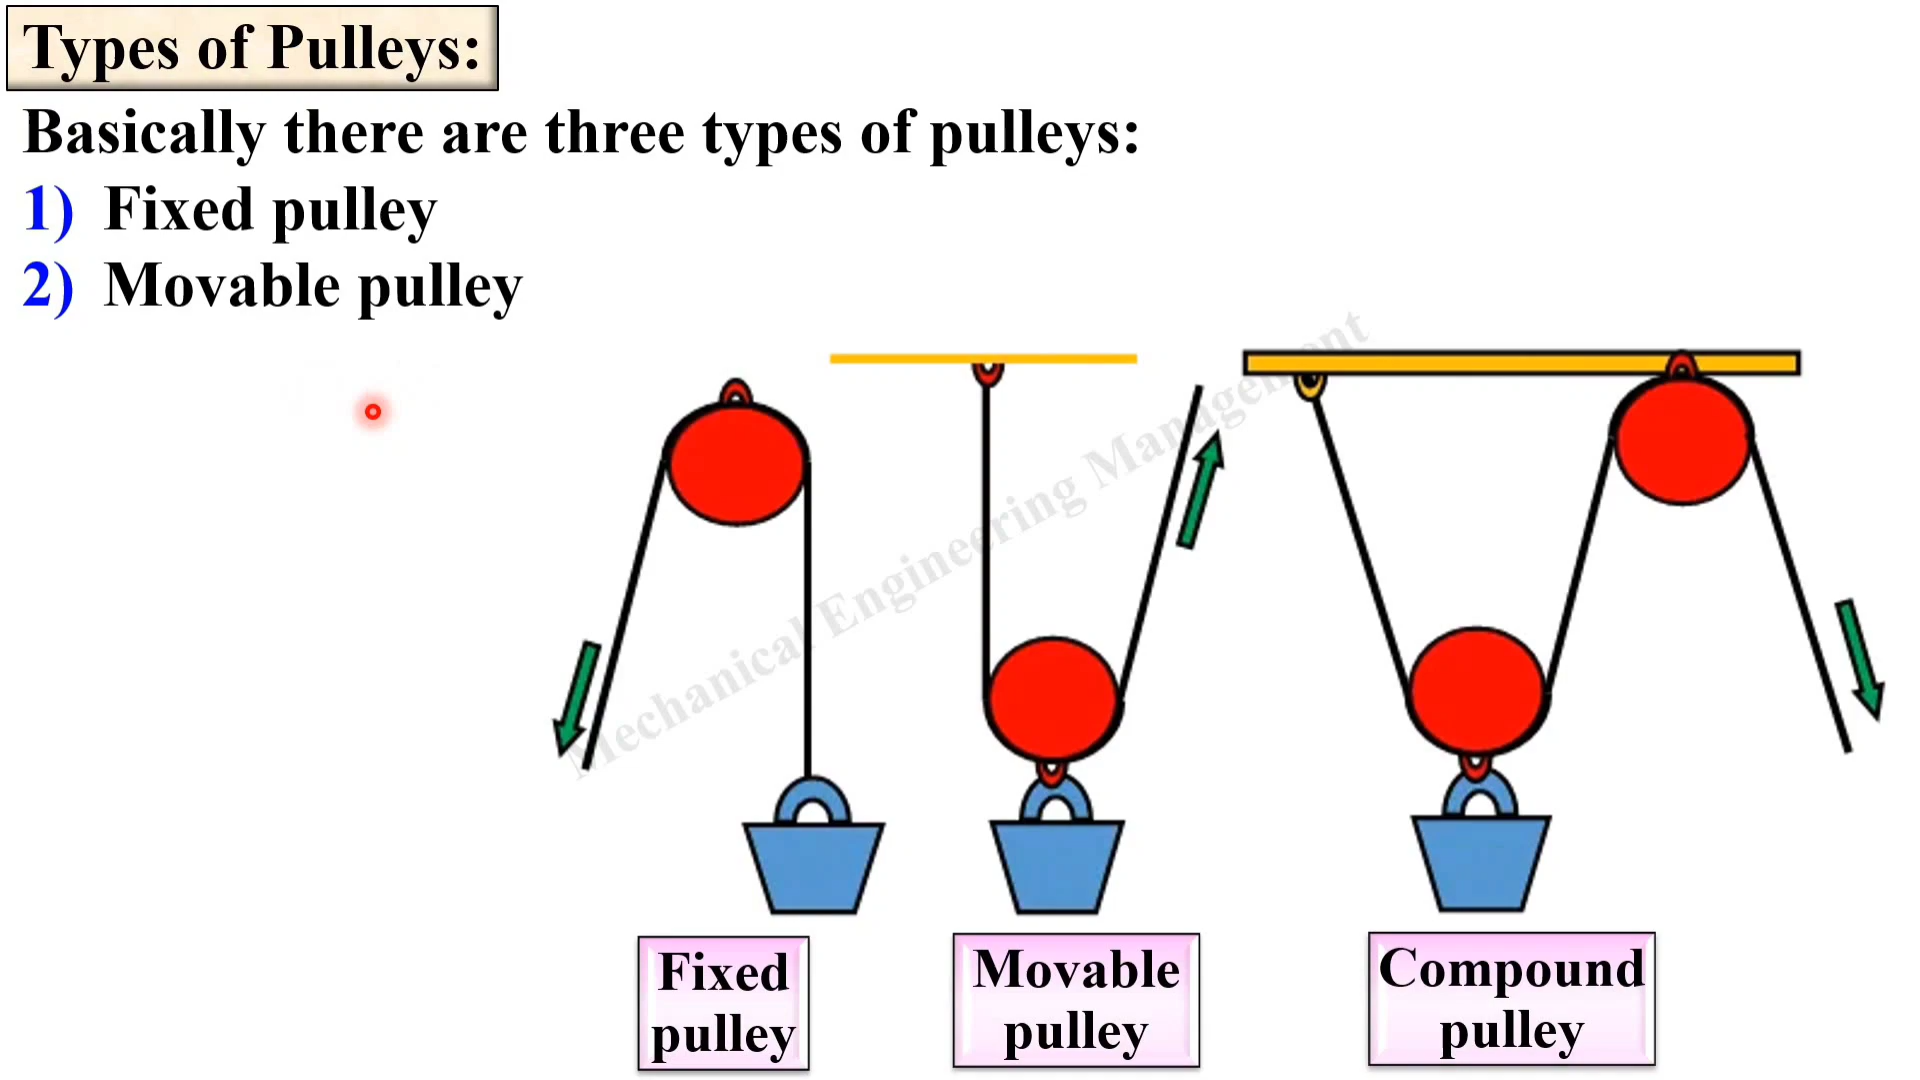 Types of Pulleys:
Basically there are three types of pulleys:
1) Fixed pulley
2) Movable pulley
Mechanical Engineering Management
Fixed
pulley
Movable
pulley
Compound
pulley